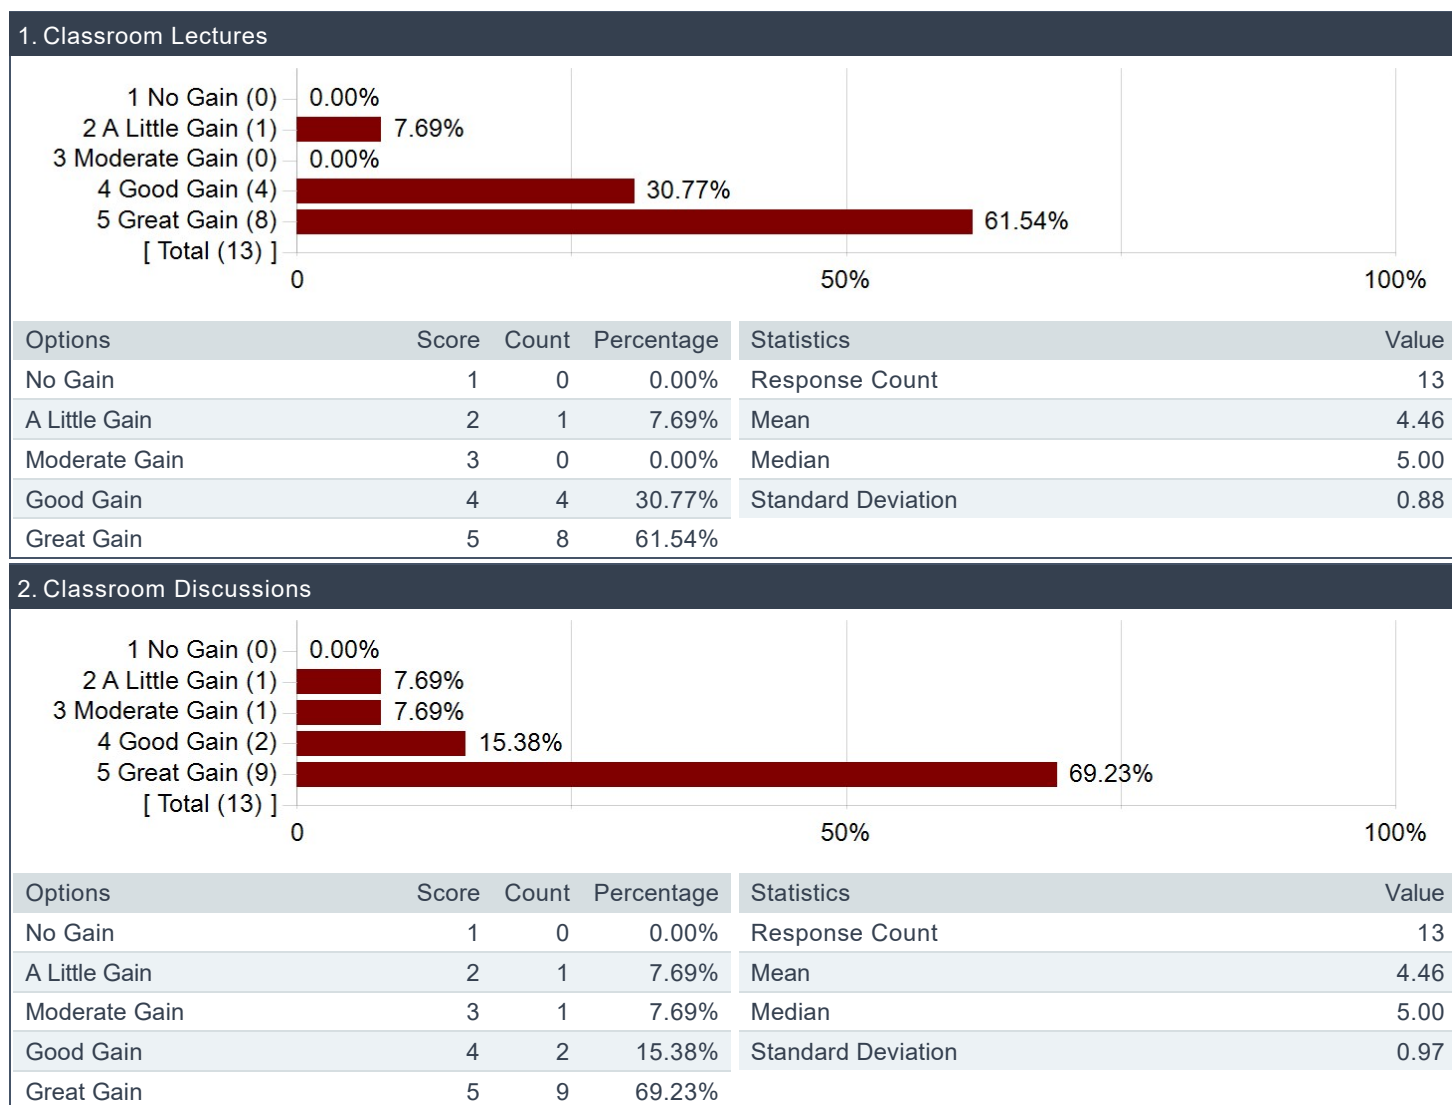 1. Classroom Lectures
1 No Gain (0) 0.00%
2 A Little Gain (1) 7.69%
3 Moderate Gain (0) 0.00%
4 Good Gain (4) 30.77%
5 Great Gain (8) 61.54%
[ Total (13) ]
0 50% 100%
Options Score Count Percentage Statistics Value
No Gain 1 0 0.00% Response Count 13
A Little Gain 2 1 7.69% Mean 4.46
Moderate Gain 3 0 0.00% Median 5.00
Good Gain 4 4 30.77% Standard Deviation 0.88
Great Gain 5 8 61.54%
2. Classroom Discussions
1 No Gain (0) 0.00%
2 A Little Gain (1) 7.69%
3 Moderate Gain (1) 7.69%
4 Good Gain (2) 15.38%
5 Great Gain (9) 69.23%
[ Total (13) ]
0 50% 100%
Options Score Count Percentage Statistics Value
No Gain 1 0 0.00% Response Count 13
A Little Gain 2 1 7.69% Mean 4.46
Moderate Gain 3 1 7.69% Median 5.00
Good Gain 4 2 15.38% Standard Deviation 0.97
Great Gain 5 9 69.23%